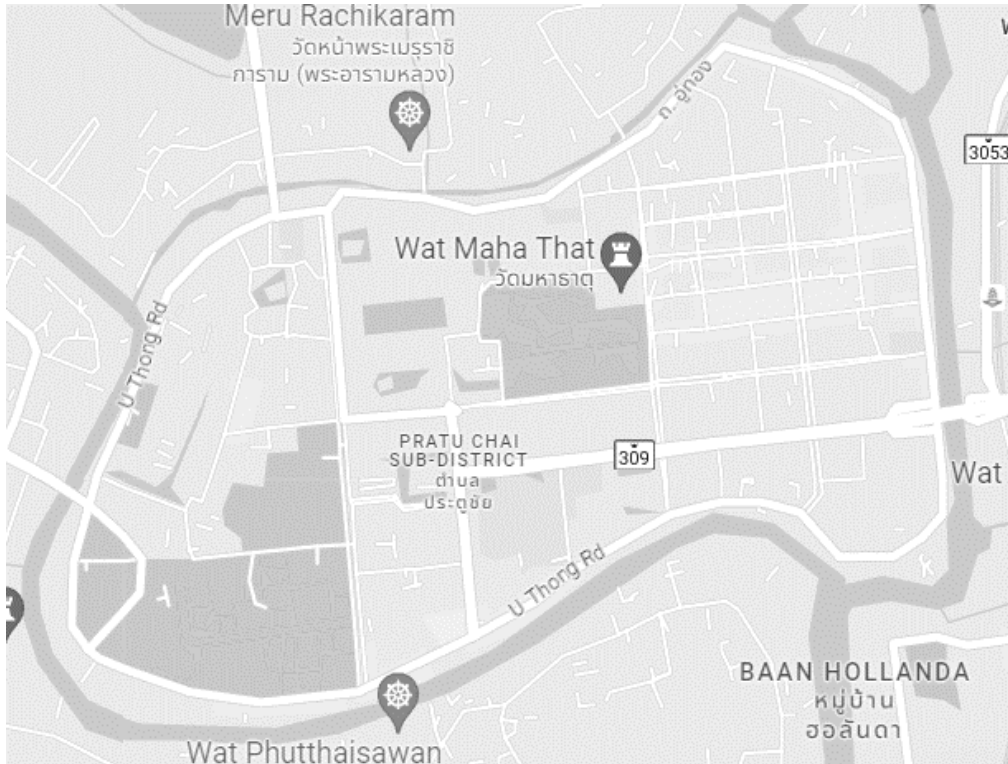 Meru Rachikaram
วัดหน้าพระเมรุราชิ
การาม (พระอารามหลวง)
ถ. อู่ทอง
3053
Wat Maha That
วัดมหาธาตุ
U Thong Rd
PRATU CHAI
SUB-DISTRICT
ตำบล
ประตูชัย
309
Wat
U Thong Rd
BAAN HOLLANDA
หมู่บ้าน
ฮอลันดา
Wat Phutthaisawan